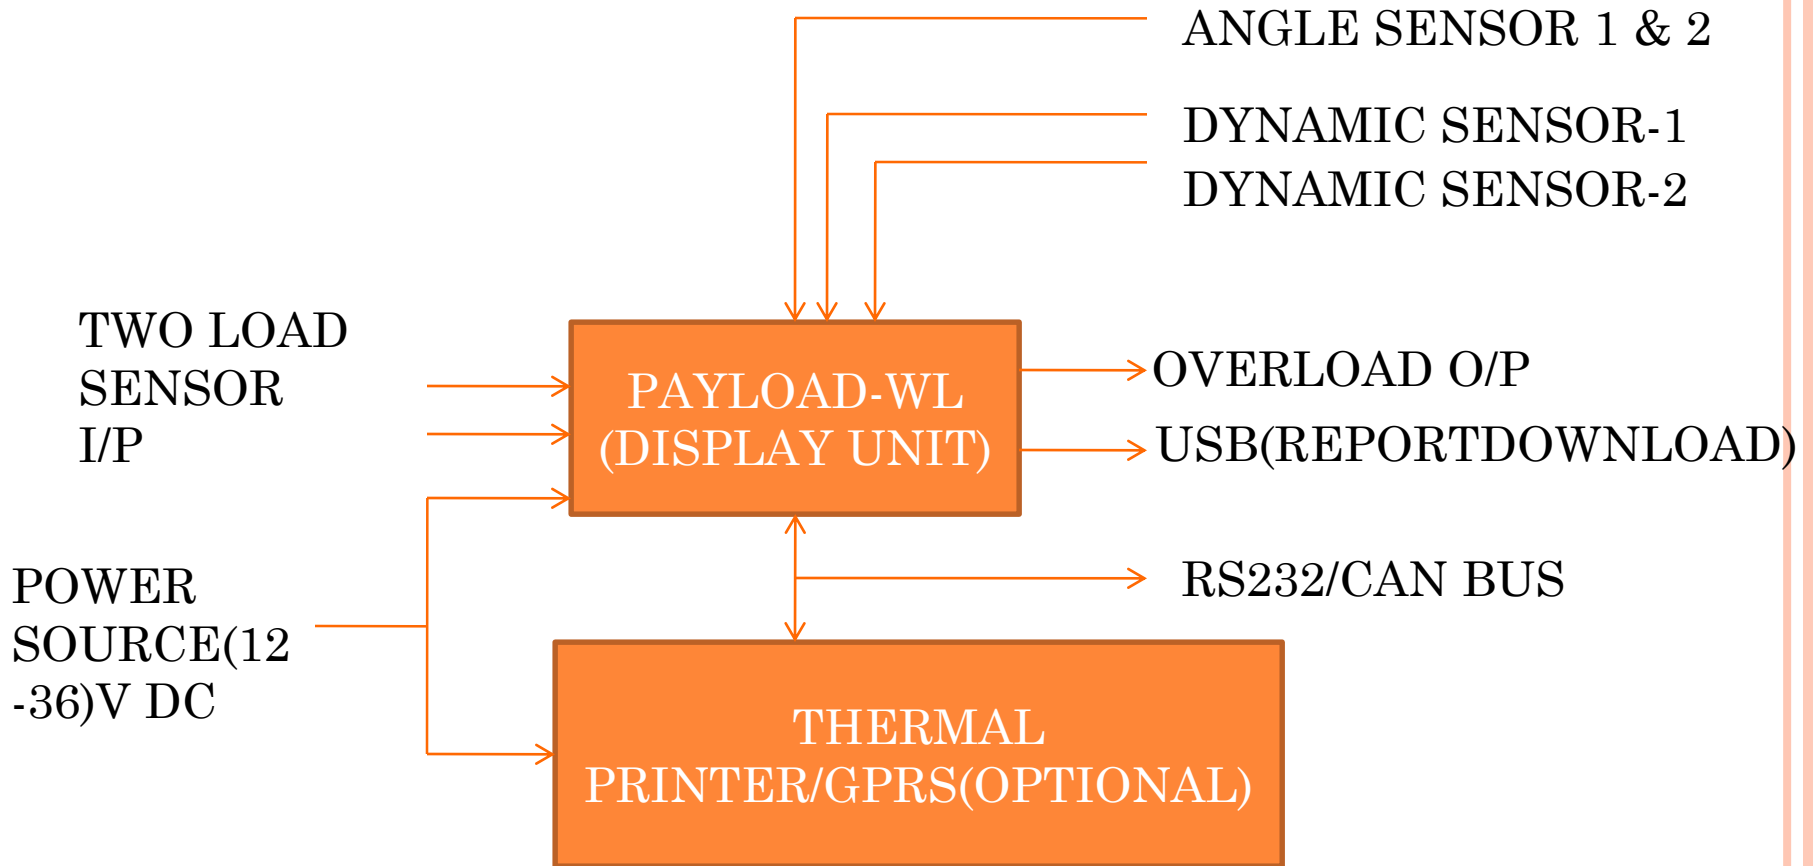 ANGLE SENSOR 1 & 2
DYNAMIC SENSOR-1
DYNAMIC SENSOR-2
TWO LOAD
SENSOR
I/P
PAYLOAD-WL
(DISPLAY UNIT)
OVERLOAD O/P
USB(REPORTDOWNLOAD)
POWER
SOURCE(12
-36)V DC
RS232/CAN BUS
THERMAL
PRINTER/GPRS(OPTIONAL)